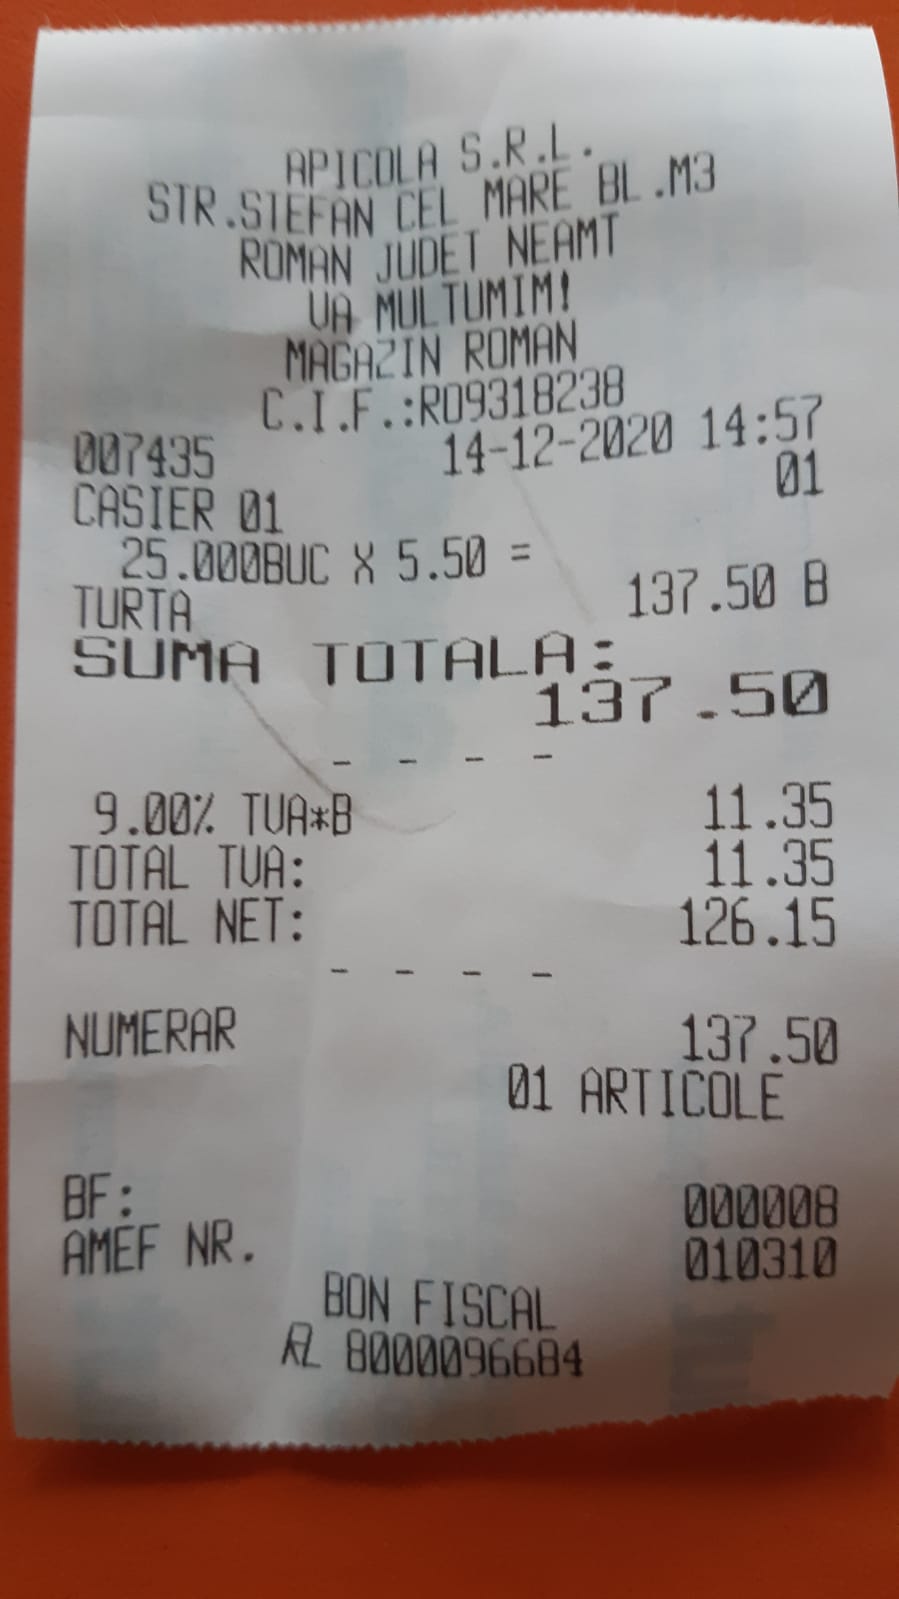 APICOLA S.R.L.
STR.STEFAN CEL MARE BL.M3
ROMAN JUDET NEAMT
VA MULTUMIM!
MAGAZIN ROMAN
C.I.F.:RO9318238
007435 14-12-2020 14:57
CASIER 01 01
25.000BUC X 5.50 =
TURTA 137.50 B
SUMA TOTALA:
137.50
- - - -
9.00% TVA*B 11.35
TOTAL TVA: 11.35
TOTAL NET: 126.15
- - - -
NUMERAR 137.50
01 ARTICOLE
BF: 000008
AMEF NR. 010310
BON FISCAL
8000096684